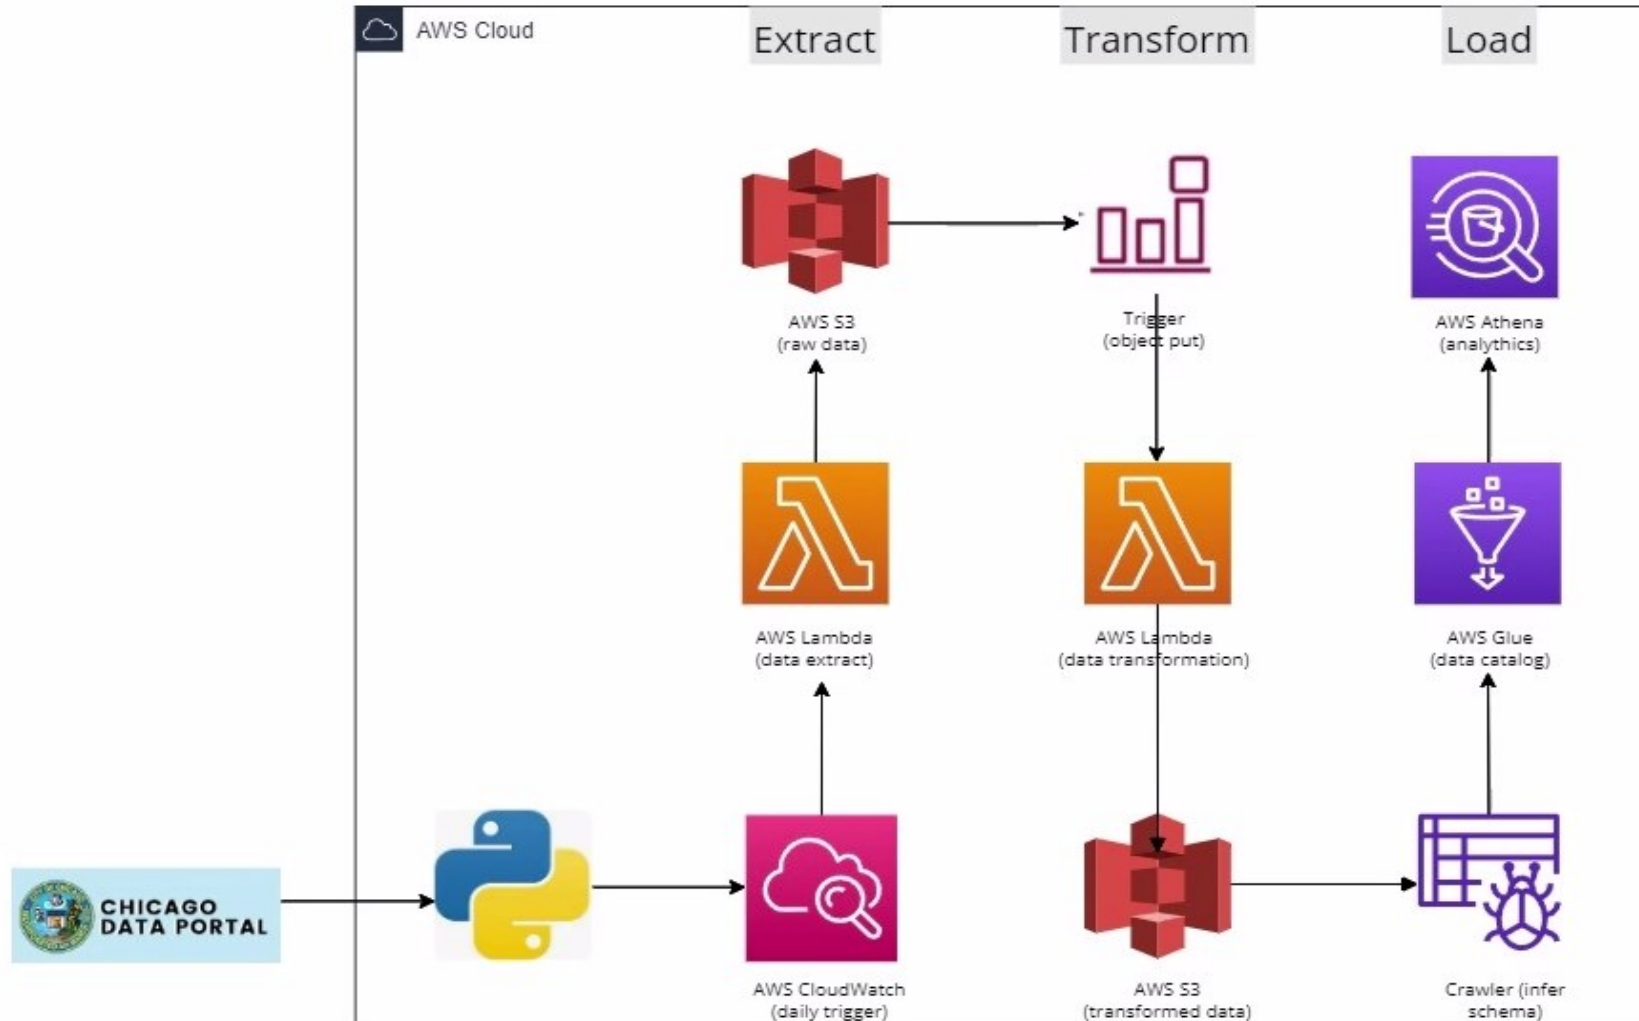 AWS Cloud
Extract
Transform
Load
AWS S3
(raw data)
Trigger
(object put)
AWS Athena
(analythics)
AWS Lambda
(data extract)
AWS Lambda
(data transformation)
AWS Glue
(data catalog)
CHICAGO
DATA PORTAL
AWS CloudWatch
(daily trigger)
AWS S3
(transformed data)
Crawler (infer
schema)